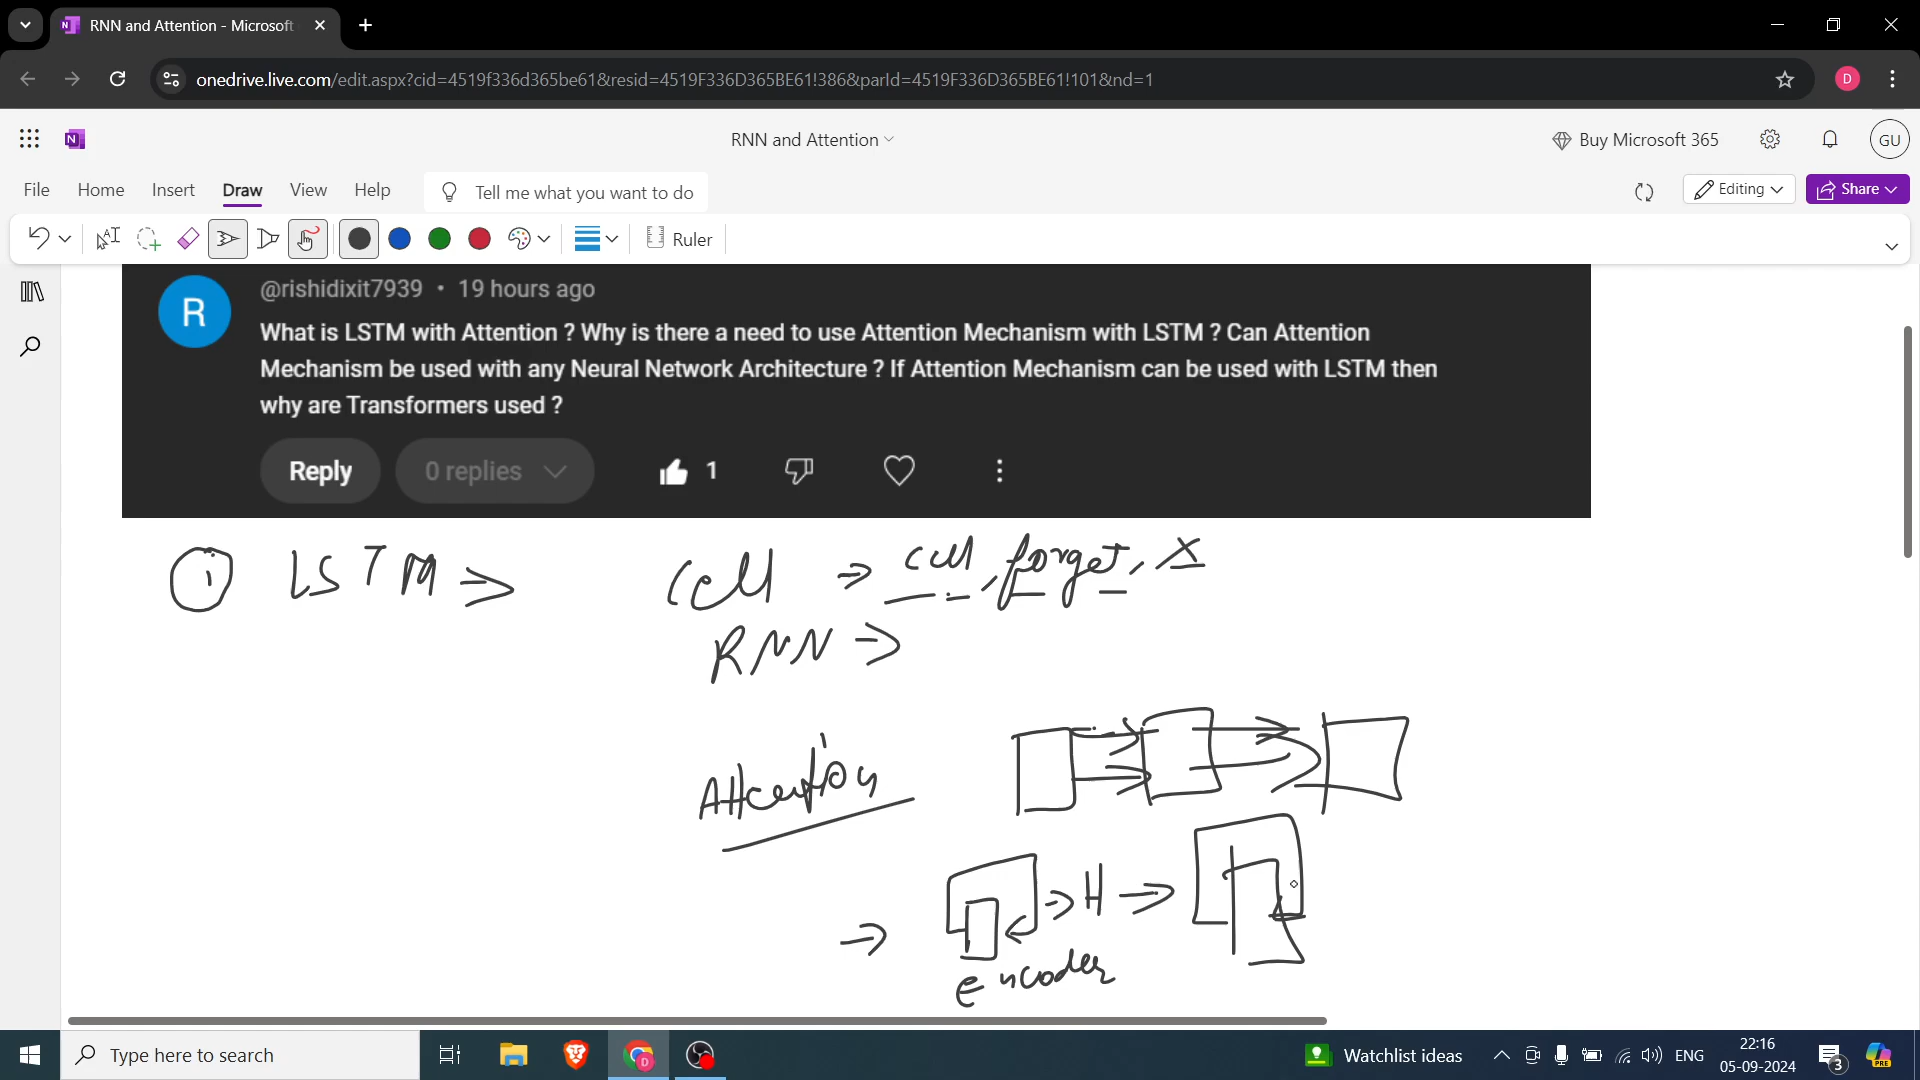 RNN and Attention - Microsoft
onedrive.live.com/edit.aspx?cid=4519f336d365be61&resid=4519F336D365BE61!386&parId=4519F336D365BE61!101&nd=1
D
N
RNN and Attention
Buy Microsoft 365
GU
File Home Insert Draw View Help
Tell me what you want to do
Editing
Share
Ruler
R
@rishidixit7939 • 19 hours ago
What is LSTM with Attention ? Why is there a need to use Attention Mechanism with LSTM ? Can Attention
Mechanism be used with any Neural Network Architecture ? If Attention Mechanism can be used with LSTM then
why are Transformers used ?
Reply
0 replies
1
i LSTM => cell => cell, forget, x
RNN =>
Attention
H
encoder
Type here to search
Watchlist ideas
ENG
22:16
05-09-2024
3
PRE